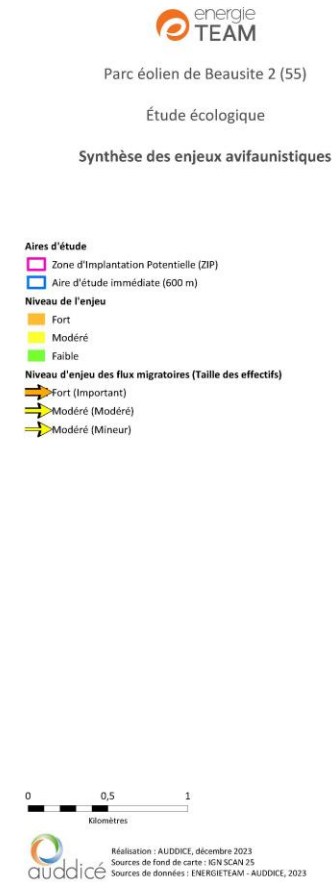 energie
TEAM
Parc éolien de Beausite 2 (55)
Étude écologique
Synthèse des enjeux avifaunistiques
Aires d'étude
Zone d'Implantation Potentielle (ZIP)
Aire d'étude immédiate (600 m)
Niveau de l'enjeu
Fort
Modéré
Faible
Niveau d'enjeu des flux migratoires (Taille des effectifs)
Fort (Important)
Modéré (Modéré)
Modéré (Mineur)
0 0,5 1
Kilomètres
auddicé
Réalisation : AUDDICE, décembre 2023
Sources de fond de carte : IGN SCAN 25
Sources de données : ENERGIETEAM - AUDDICE, 2023